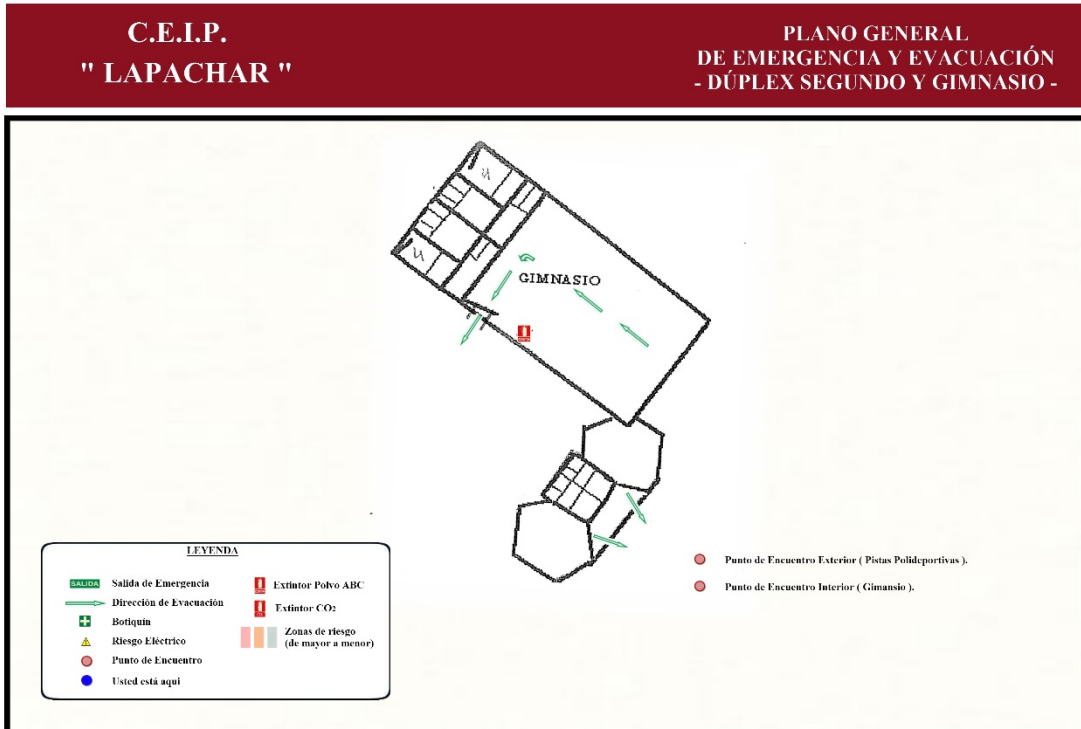 C.E.I.P.
" LAPACHAR "
PLANO GENERAL
DE EMERGENCIA Y EVACUACIÓN
- DÚPLEX SEGUNDO Y GIMNASIO -
GIMNASIO
LEYENDA
SALIDA Salida de Emergencia
Dirección de Evacuación
Botiquín
Riesgo Eléctrico
Punto de Encuentro
Usted está aqui
Extintor Polvo ABC
Extintor CO2
Zonas de riesgo
(de mayor a menor)
Punto de Encuentro Exterior ( Pistas Polideportivas ).
Punto de Encuentro Interior ( Gimansio ).